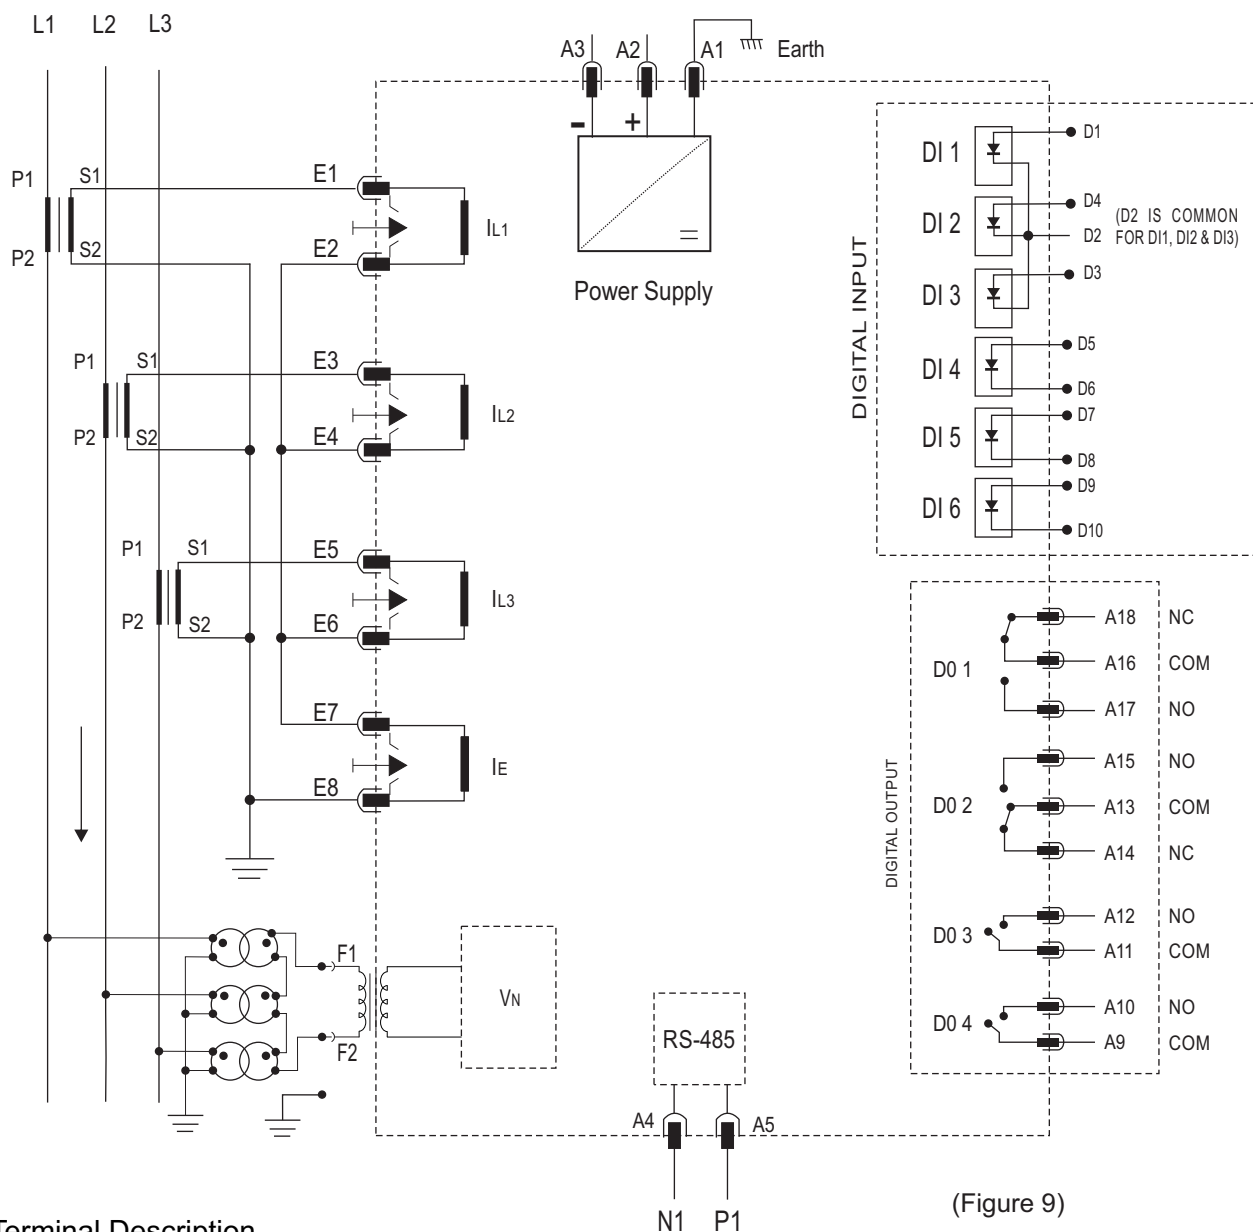 L1 L2 L3
A3 A2 A1 Earth
- +
Power Supply
P1 S1
P2 S2
E1
E2
IL1
P1 S1
P2 S2
E3
E4
IL2
P1 S1
P2 S2
E5
E6
IL3
E7
E8
IE
F1
F2
VN
RS-485
A4 A5
N1 P1
DIGITAL INPUT
DI 1 D1
DI 2 D4
D2
(D2 IS COMMON
FOR DI1, DI2 & DI3)
DI 3 D3
DI 4 D5
D6
DI 5 D7
D8
DI 6 D9
D10
DIGITAL OUTPUT
D0 1
A18 NC
A16 COM
A17 NO
D0 2
A15 NO
A13 COM
A14 NC
D0 3
A12 NO
A11 COM
D0 4
A10 NO
A9 COM
(Figure 9)
Terminal Description